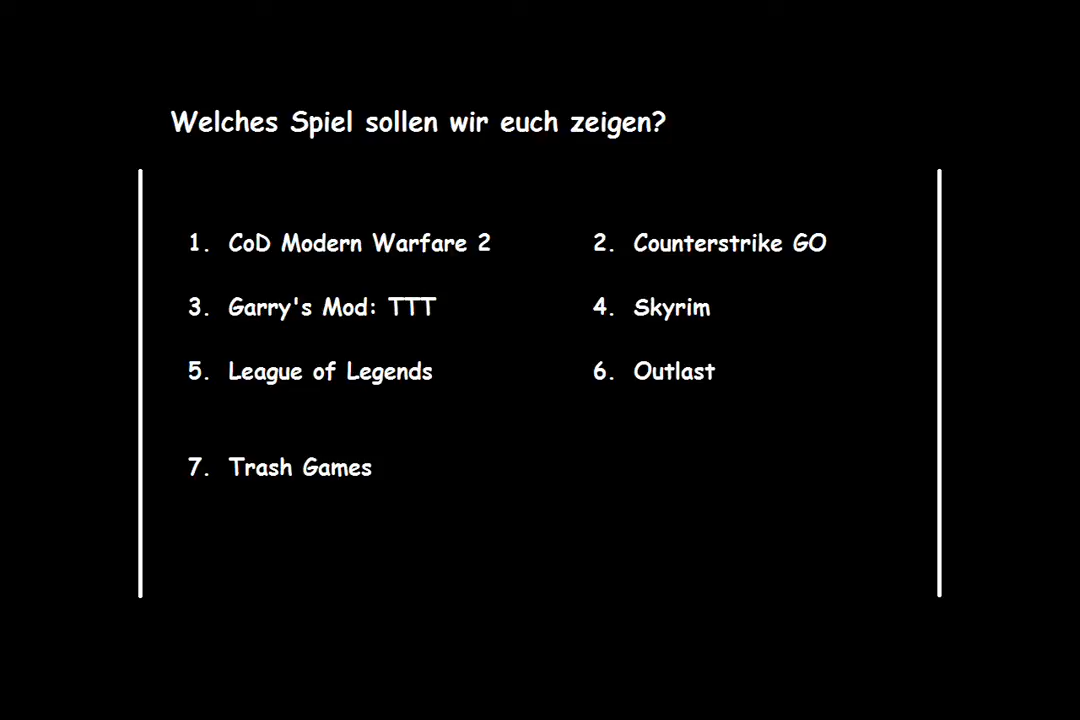 Welches Spiel sollen wir euch zeigen?
1. CoD Modern Warfare 2
2. Counterstrike GO
3. Garry's Mod: TTT
4. Skyrim
5. League of Legends
6. Outlast
7. Trash Games